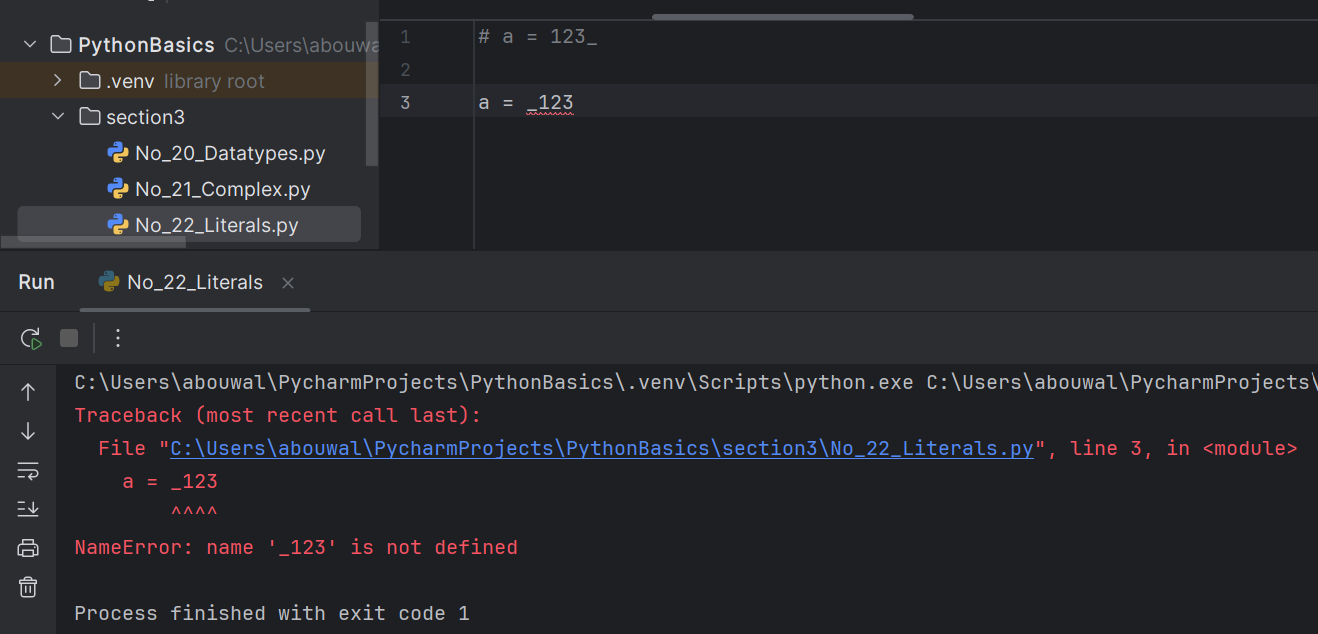 PythonBasics C:\Users\abouwa
.venv library root
section3
No_20_Datatypes.py
No_21_Complex.py
No_22_Literals.py
1 # a = 123_
2
3 a = _123
Run No_22_Literals
C:\Users\abouwal\PycharmProjects\PythonBasics\.venv\Scripts\python.exe C:\Users\abouwal\PycharmProjects\
Traceback (most recent call last):
File "C:\Users\abouwal\PycharmProjects\PythonBasics\section3\No_22_Literals.py", line 3, in <module>
a = _123
^^^^
NameError: name '_123' is not defined
Process finished with exit code 1